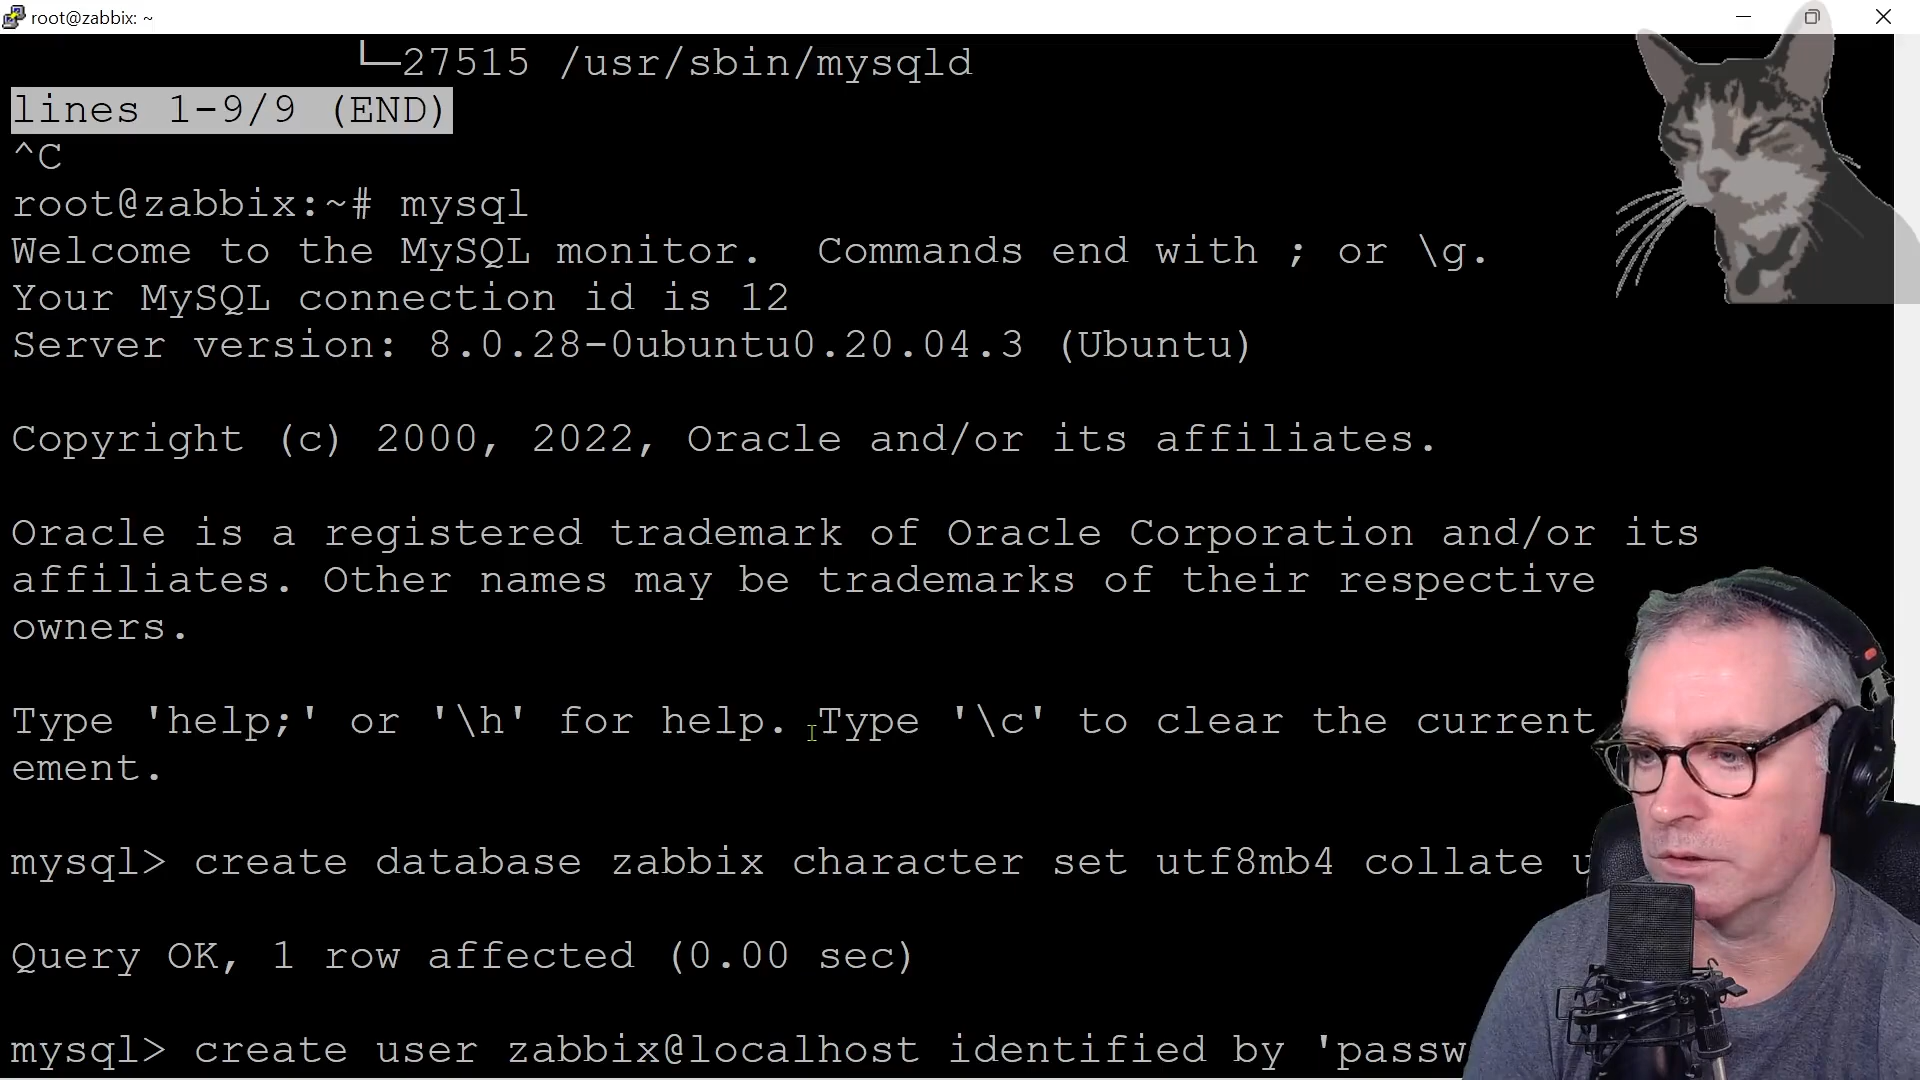 root@zabbix: ~
└─27515 /usr/sbin/mysqld
lines 1-9/9 (END)
^C
root@zabbix:~# mysql
Welcome to the MySQL monitor.  Commands end with ; or \g.
Your MySQL connection id is 12
Server version: 8.0.28-0ubuntu0.20.04.3 (Ubuntu)
Copyright (c) 2000, 2022, Oracle and/or its affiliates.
Oracle is a registered trademark of Oracle Corporation and/or its
affiliates. Other names may be trademarks of their respective
owners.
Type 'help;' or '\h' for help. Type '\c' to clear the current
ement.
mysql> create database zabbix character set utf8mb4 collate
Query OK, 1 row affected (0.00 sec)
mysql> create user zabbix@localhost identified by 'passw